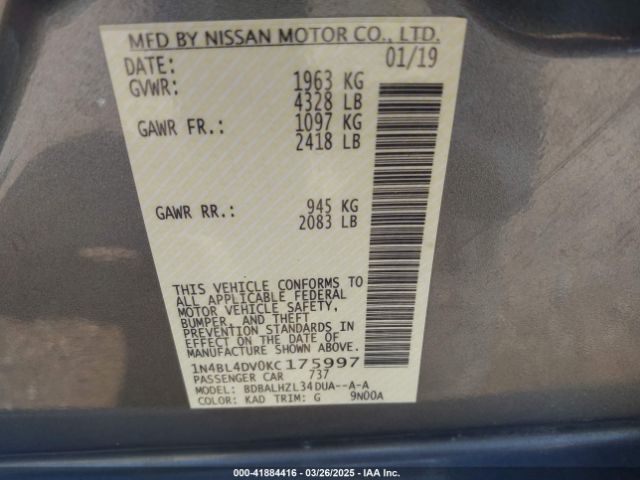 MFD BY NISSAN MOTOR CO., LTD.
DATE: 01/19
GVWR: 1963 KG
4328 LB
GAWR FR.: 1097 KG
2418 LB
GAWR RR.: 945 KG
2083 LB
THIS VEHICLE CONFORMS TO
ALL APPLICABLE FEDERAL
MOTOR VEHICLE SAFETY,
BUMPER, AND THEFT
PREVENTION STANDARDS IN
EFFECT ON THE DATE OF
MANUFACTURE SHOWN ABOVE.
1N4BL4DV0KC175997
PASSENGER CAR 737
MODEL: BDBALHZL34DUA--A-A
COLOR: KAD TRIM: G 9N00A
000-41884416 | 03/26/2025 | IAA Inc.